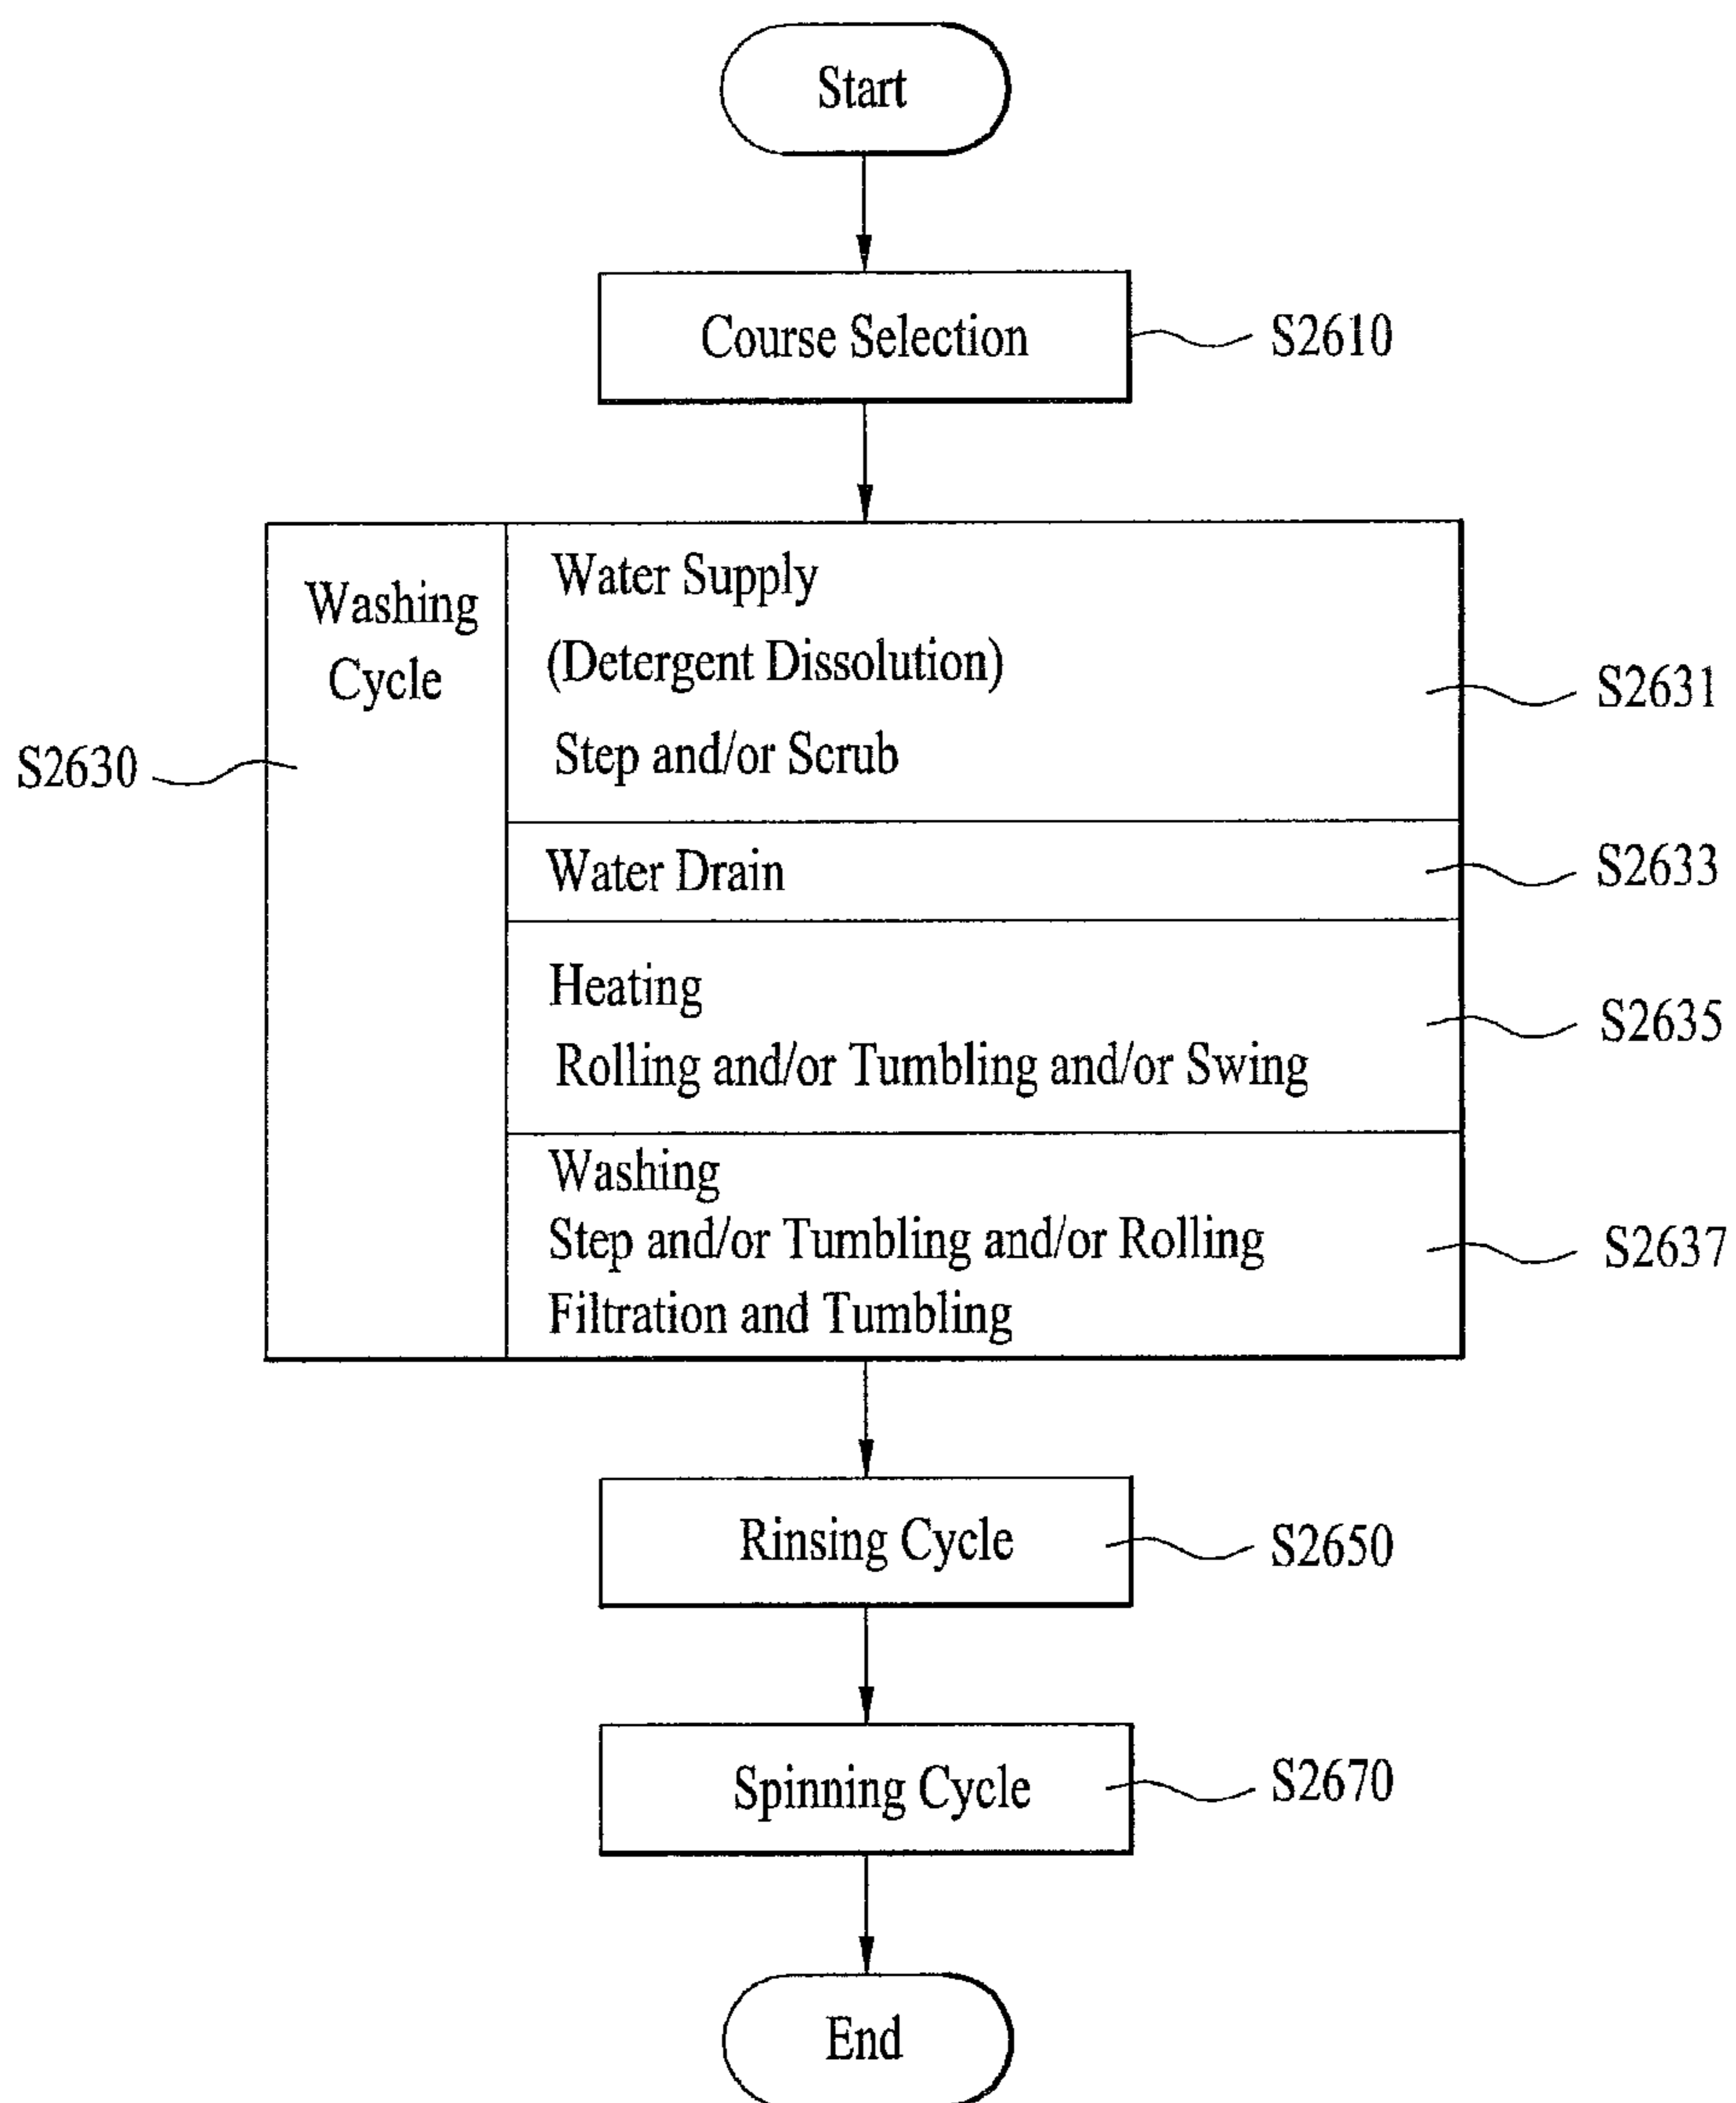 Start
Course Selection
S2610
Washing
Cycle
S2630
Water Supply
(Detergent Dissolution)
Step and/or Scrub
S2631
Water Drain
S2633
Heating
Rolling and/or Tumbling and/or Swing
S2635
Washing
Step and/or Tumbling and/or Rolling
Filtration and Tumbling
S2637
Rinsing Cycle
S2650
Spinning Cycle
S2670
End